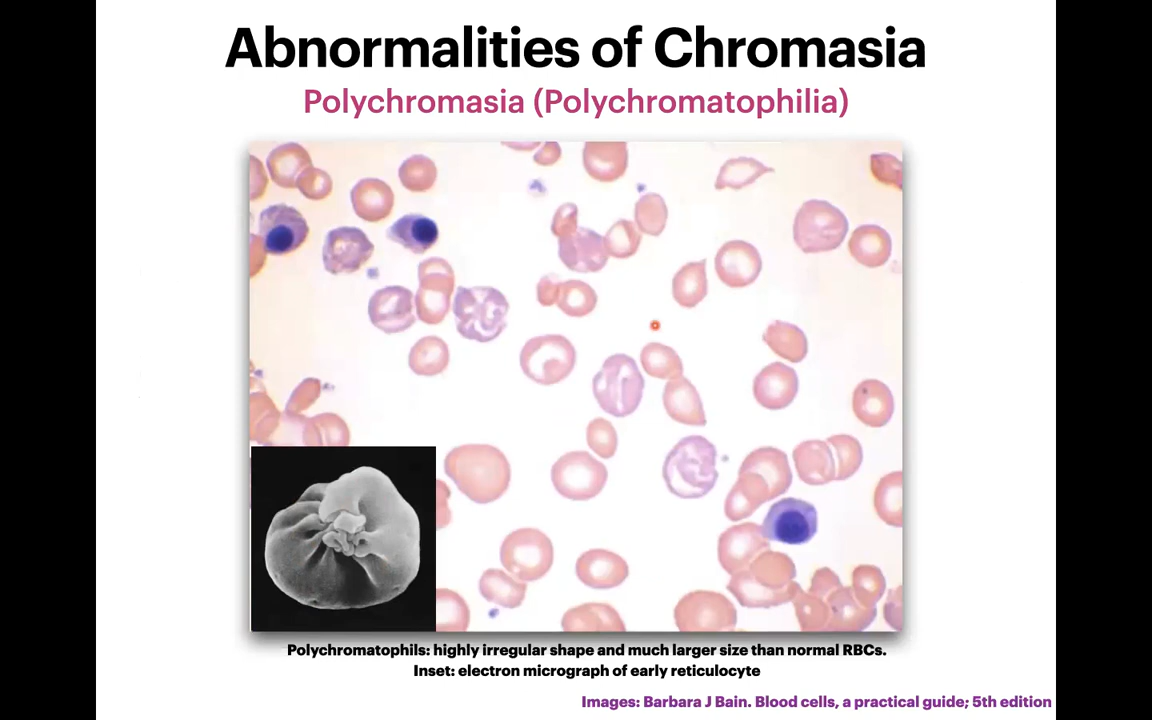 Abnormalities of Chromasia
Polychromasia (Polychromatophilia)
Polychromatophils: highly irregular shape and much larger size than normal RBCs.
Inset: electron micrograph of early reticulocyte
Images: Barbara J Bain. Blood cells, a practical guide; 5th edition